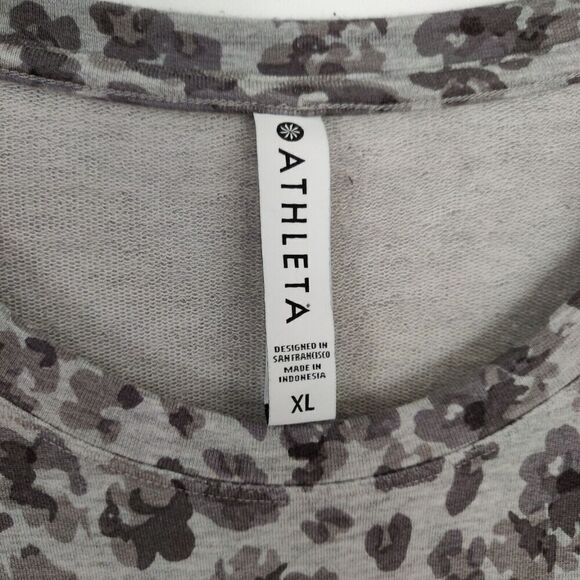 ATHLETA
DESIGNED IN
SAN FRANCISCO
MADE IN
INDONESIA
XL